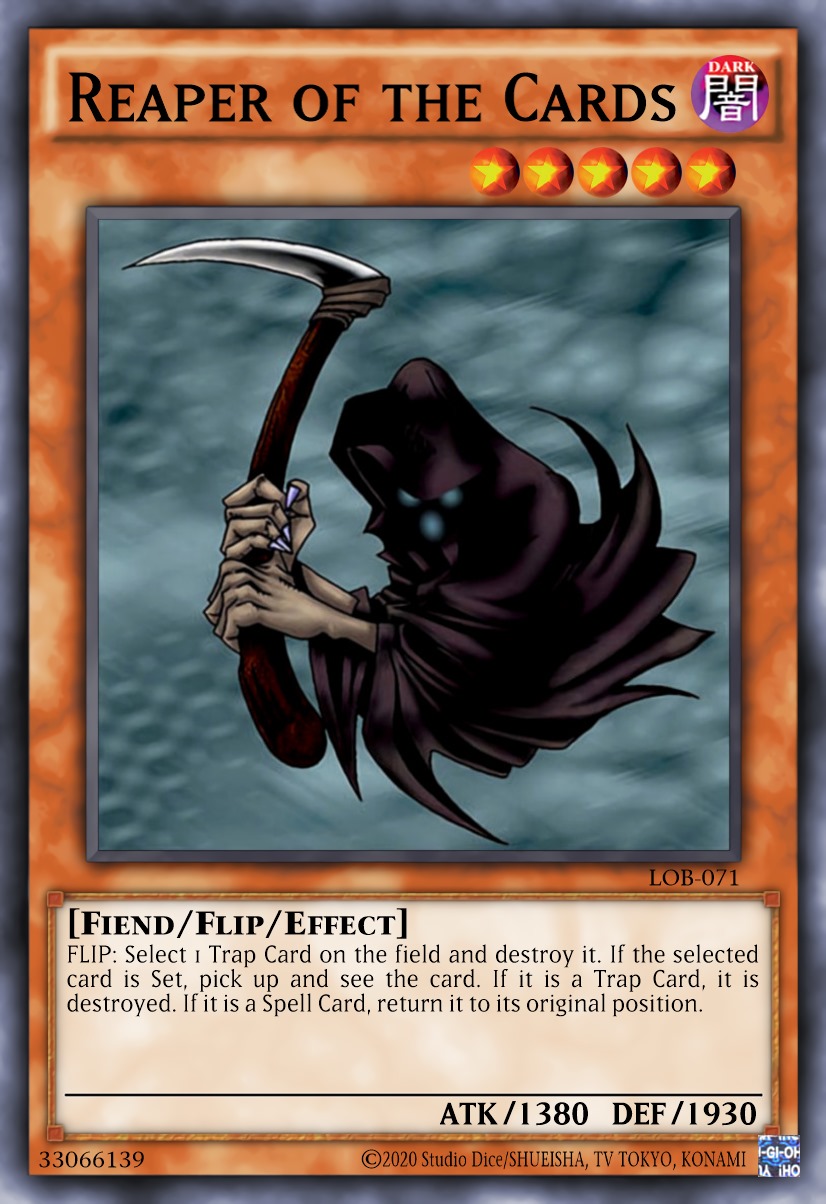 REAPER OF THE CARDS
DARK
闇
LOB-071
[FIEND/FLIP/EFFECT]
FLIP: Select 1 Trap Card on the field and destroy it. If the selected
card is Set, pick up and see the card. If it is a Trap Card, it is
destroyed. If it is a Spell Card, return it to its original position.
ATK/1380 DEF/1930
33066139
©2020 Studio Dice/SHUEISHA, TV TOKYO, KONAMI